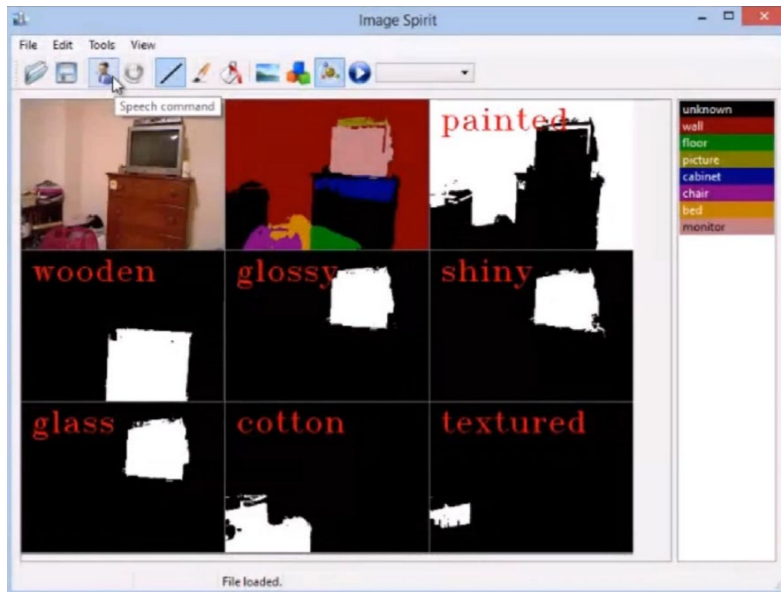 Image Spirit
File Edit Tools View
Speech command
painted
wooden
glossy
shiny
glass
cotton
textured
unknown
wall
floor
picture
cabinet
chair
bed
monitor
File loaded.